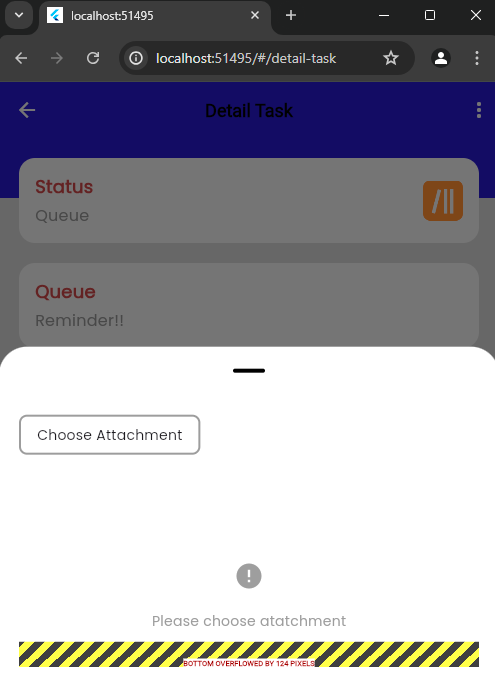 localhost:51495
localhost:51495/#/detail-task
Detail Task
Status
Queue
Queue
Reminder!!
Choose Attachment
Please choose atatchment
BOTTOM OVERFLOWED BY 124 PIXELS